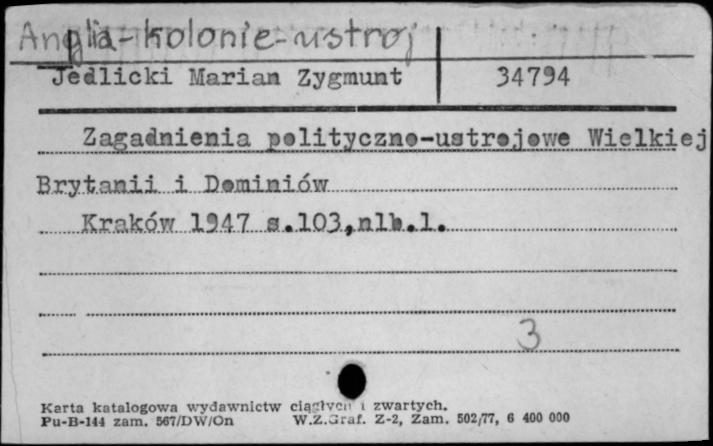 Anglia-kolonie-ustroj
Jedlicki Marian Zygmunt 34794
Zagadnienia polityczno-ustrojowe Wielkiej
Brytanii i Dominiów
Kraków 1947 s.103,nlb.1.
3
Karta katalogowa wydawnictw ciągłych i zwartych.
Pu-B-144 zam. 567/DW/On W.Z.Graf. Z-2, Zam. 502/77, 6 400 000